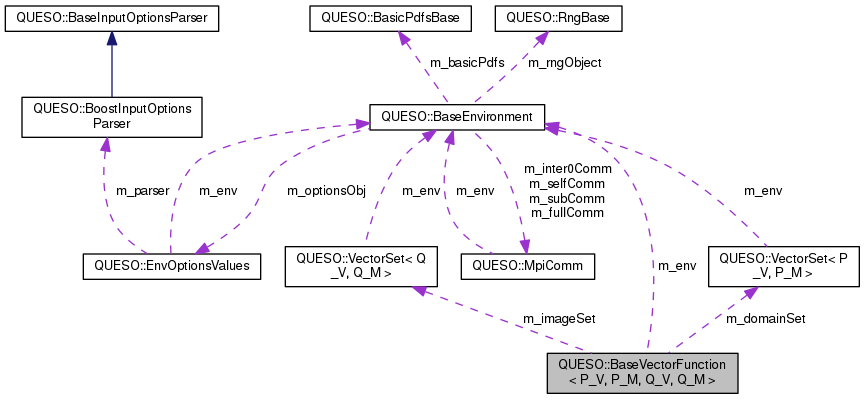 QUESO::BaseInputOptionsParser
QUESO::BasicPdfsBase
QUESO::RngBase
m_basicPdfs
m_rngObject
QUESO::BoostInputOptions
Parser
QUESO::BaseEnvironment
m_parser
m_env
m_optionsObj
m_env
m_env
m_inter0Comm
m_selfComm
m_subComm
m_fullComm
m_env
QUESO::EnvOptionsValues
QUESO::VectorSet< Q
_V, Q_M >
QUESO::MpiComm
m_env
QUESO::VectorSet< P
_V, P_M >
m_imageSet
m_domainSet
QUESO::BaseVectorFunction
< P_V, P_M, Q_V, Q_M >